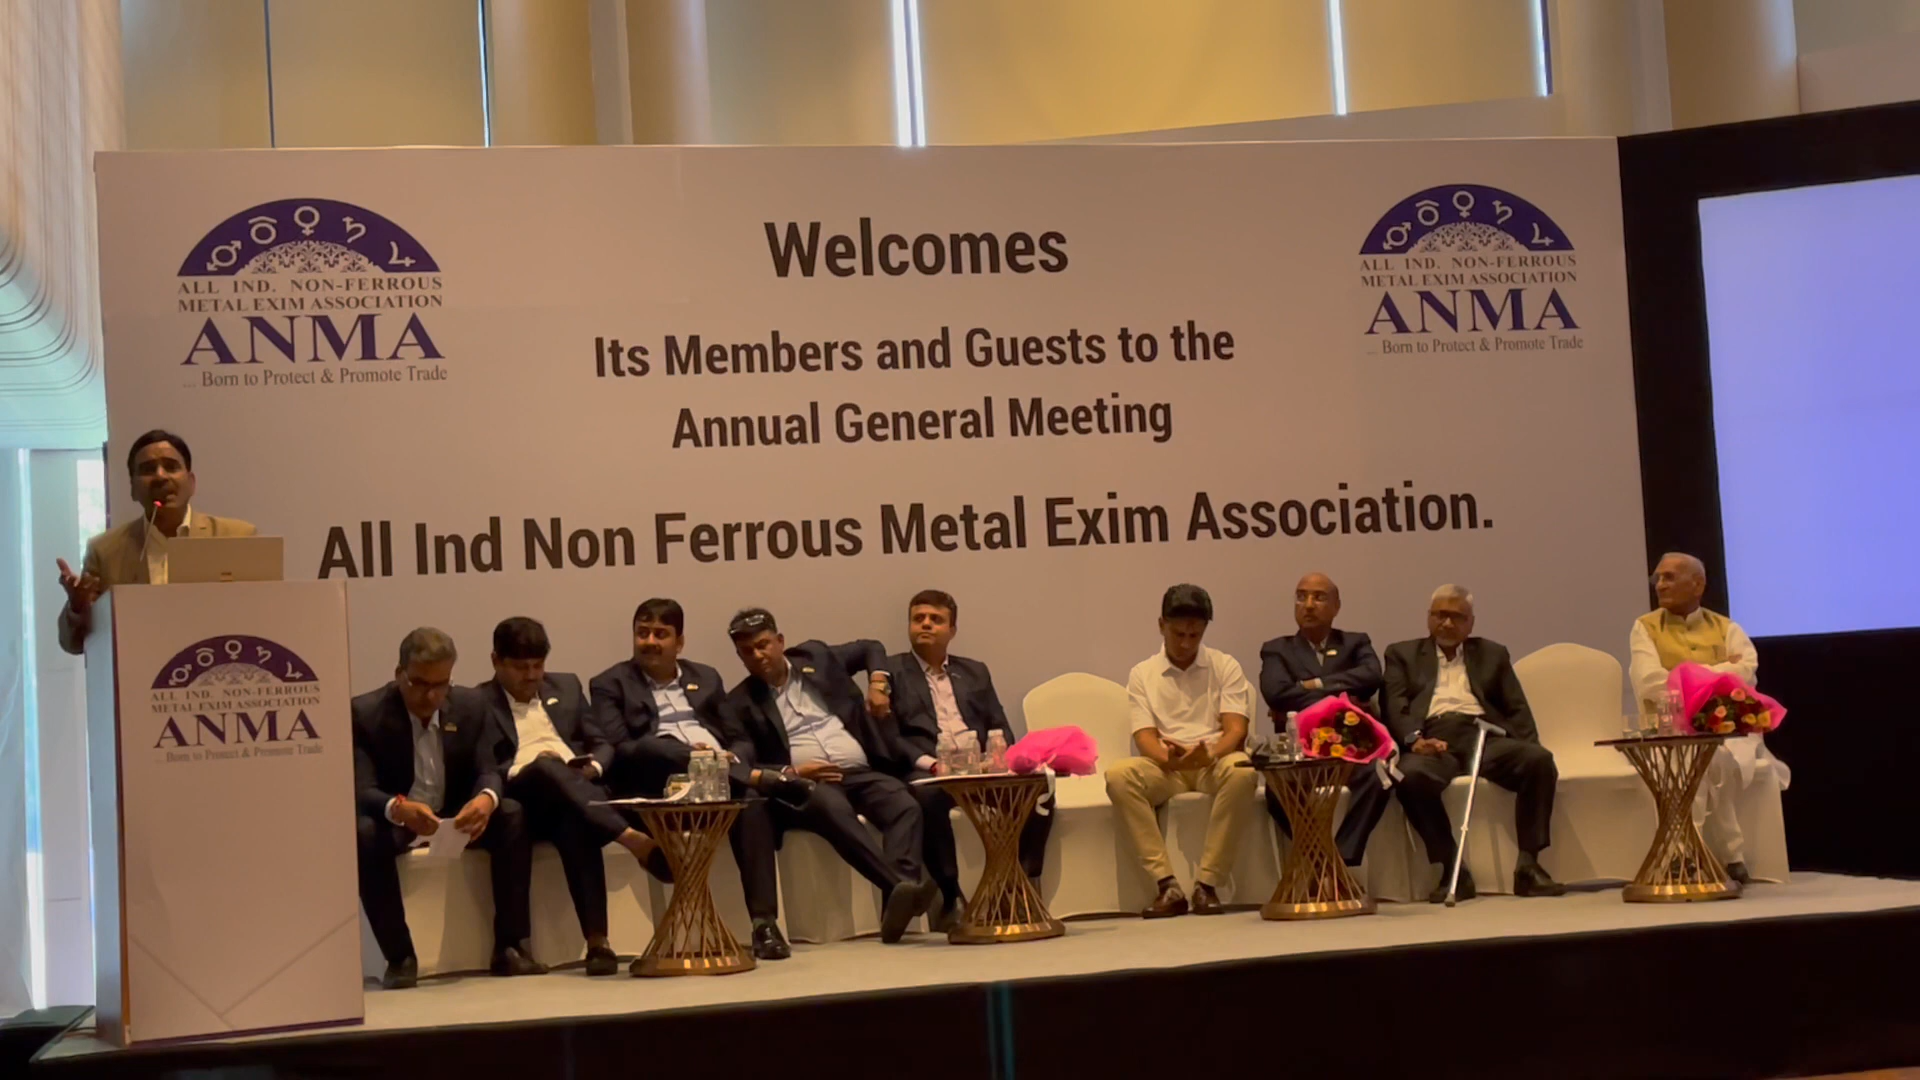 ALL IND. NON-FERROUS
METAL EXIM ASSOCIATION
ANMA
... Born to Protect & Promote Trade
Welcomes
Its Members and Guests to the
Annual General Meeting
All Ind Non Ferrous Metal Exim Association.
ALL IND. NON-FERROUS
METAL EXIM ASSOCIATION
ANMA
... Born to Protect & Promote Trade
ALL IND. NON-FERROUS
METAL EXIM ASSOCIATION
ANMA
... Born to Protect & Promote Trade